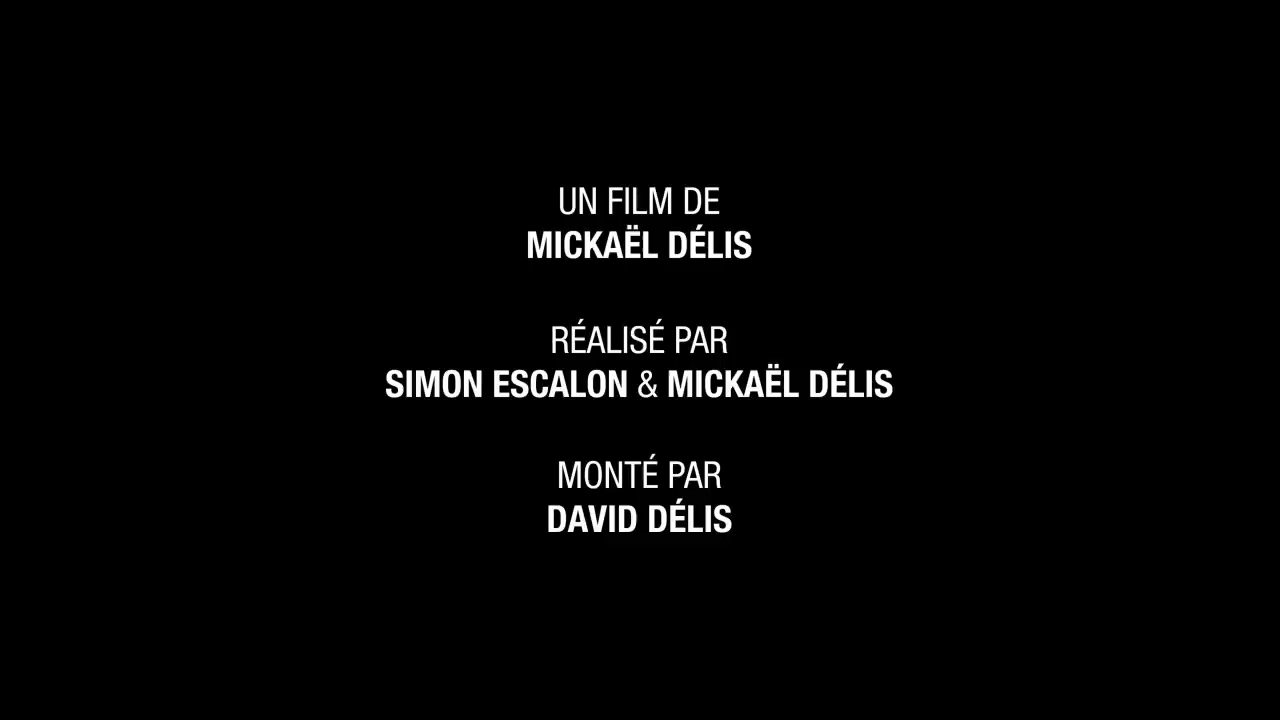 UN FILM DE
MICKAËL DÉLIS
RÉALISÉ PAR
SIMON ESCALON & MICKAËL DÉLIS
MONTÉ PAR
DAVID DÉLIS